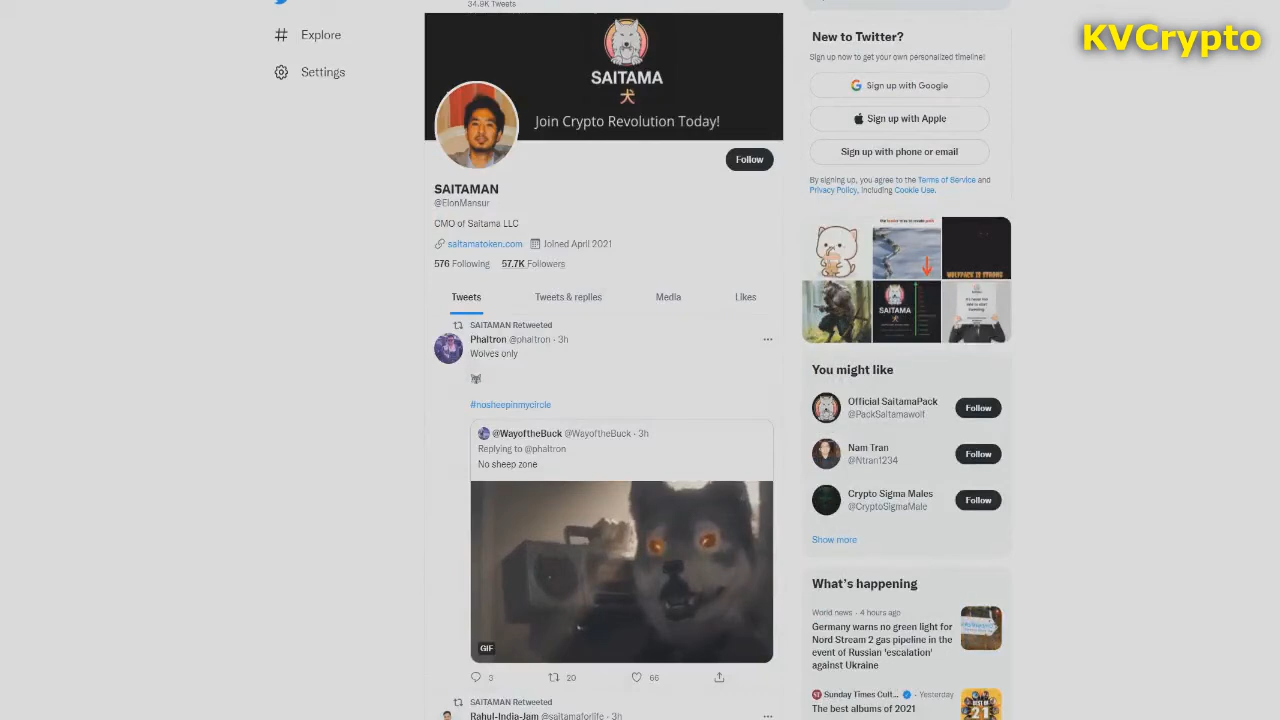 34.9K Tweets
KVCrypto
Explore
Settings
SAITAMA
犬
Join Crypto Revolution Today!
Follow
SAITAMAN
@ElonMansur
CMO of Saitama LLC
saitamatoken.com Joined April 2021
576 Following 57.7K Followers
Tweets Tweets & replies Media Likes
SAITAMAN Retweeted
Phaltron @phaltron · 3h
Wolves only
#nosheepinmycircle
@WayoftheBuck @WayoftheBuck · 3h
Replying to @phaltron
No sheep zone
GIF
3 20 66
SAITAMAN Retweeted
Rahul-India-Jam @saitamaforlife · 3h
New to Twitter?
Sign up now to get your own personalized timeline!
Sign up with Google
Sign up with Apple
Sign up with phone or email
By signing up, you agree to the Terms of Service and
Privacy Policy, including Cookie Use.
WOLFPACK IS STRONG
SAITAMA
You might like
Official SaitamaPack
@PackSaitamawolf
Follow
Nam Tran
@Ntran1234
Follow
Crypto Sigma Males
@CryptoSigmaMale
Follow
Show more
What's happening
World news · 4 hours ago
Germany warns no green light for
Nord Stream 2 gas pipeline in the
event of Russian 'escalation'
against Ukraine
Sunday Times Cult... · Yesterday
The best albums of 2021